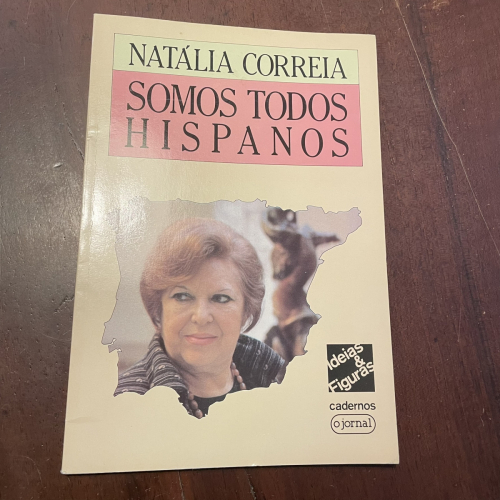 NATÁLIA CORREIA
SOMOS TODOS
HISPANOS
Ideias
&
Figuras
cadernos
o jornal